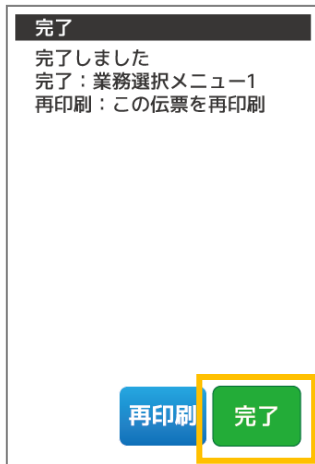 完了
完了しました
完了：業務選択メニュー1
再印刷：この伝票を再印刷
再印刷
完了